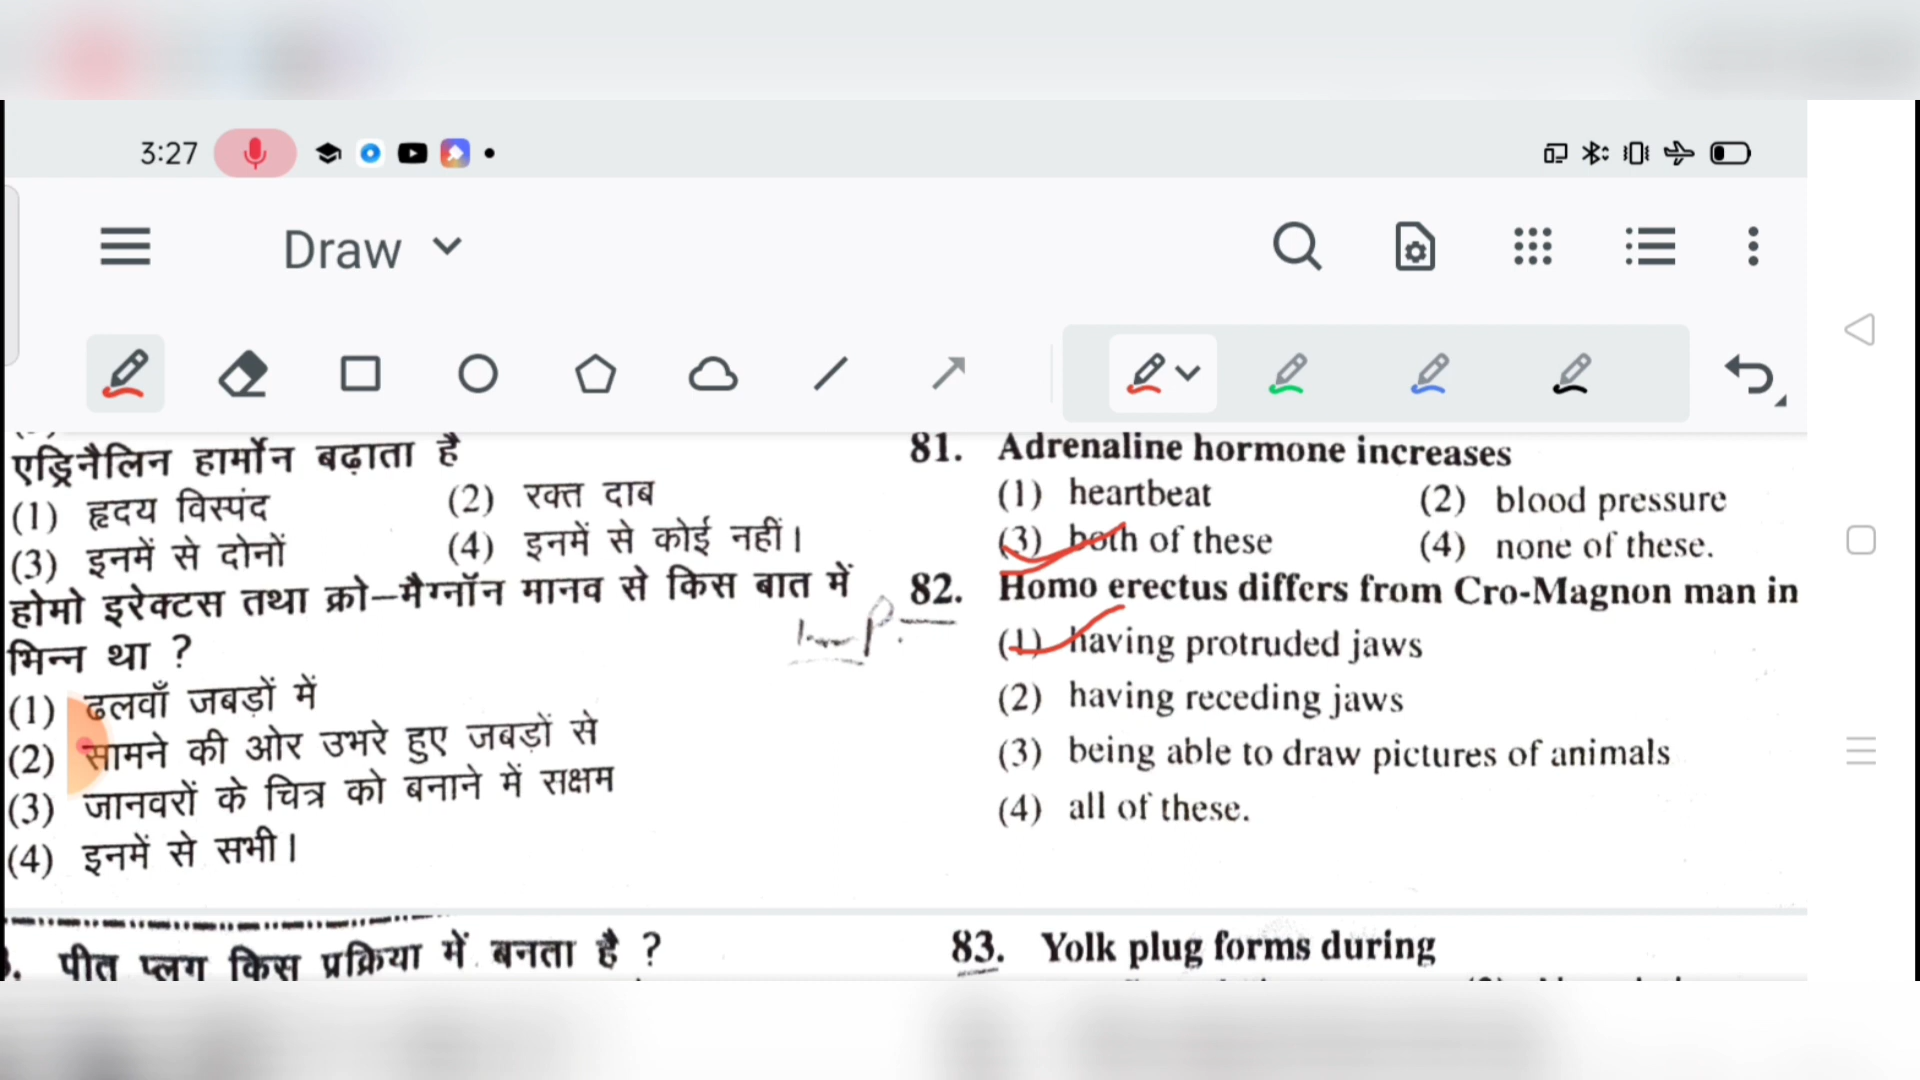 3:27
Draw
एड्रिनैलिन हार्मोन बढ़ाता है
(1) हृदय विस्पंद (2) रक्त दाब
(3) इनमें से दोनों (4) इनमें से कोई नहीं।
होमो इरेक्टस तथा क्रो-मैग्नॉन मानव से किस बात में
भिन्न था ?
(1) ढलवाँ जबड़ों में
(2) सामने की ओर उभरे हुए जबड़ों से
(3) जानवरों के चित्र को बनाने में सक्षम
(4) इनमें से सभी।
पीत प्लग किस प्रक्रिया में बनता है ?
81. Adrenaline hormone increases
(1) heartbeat (2) blood pressure
(3) both of these (4) none of these.
Imp.
82. Homo erectus differs from Cro-Magnon man in
(1) having protruded jaws
(2) having receding jaws
(3) being able to draw pictures of animals
(4) all of these.
83. Yolk plug forms during